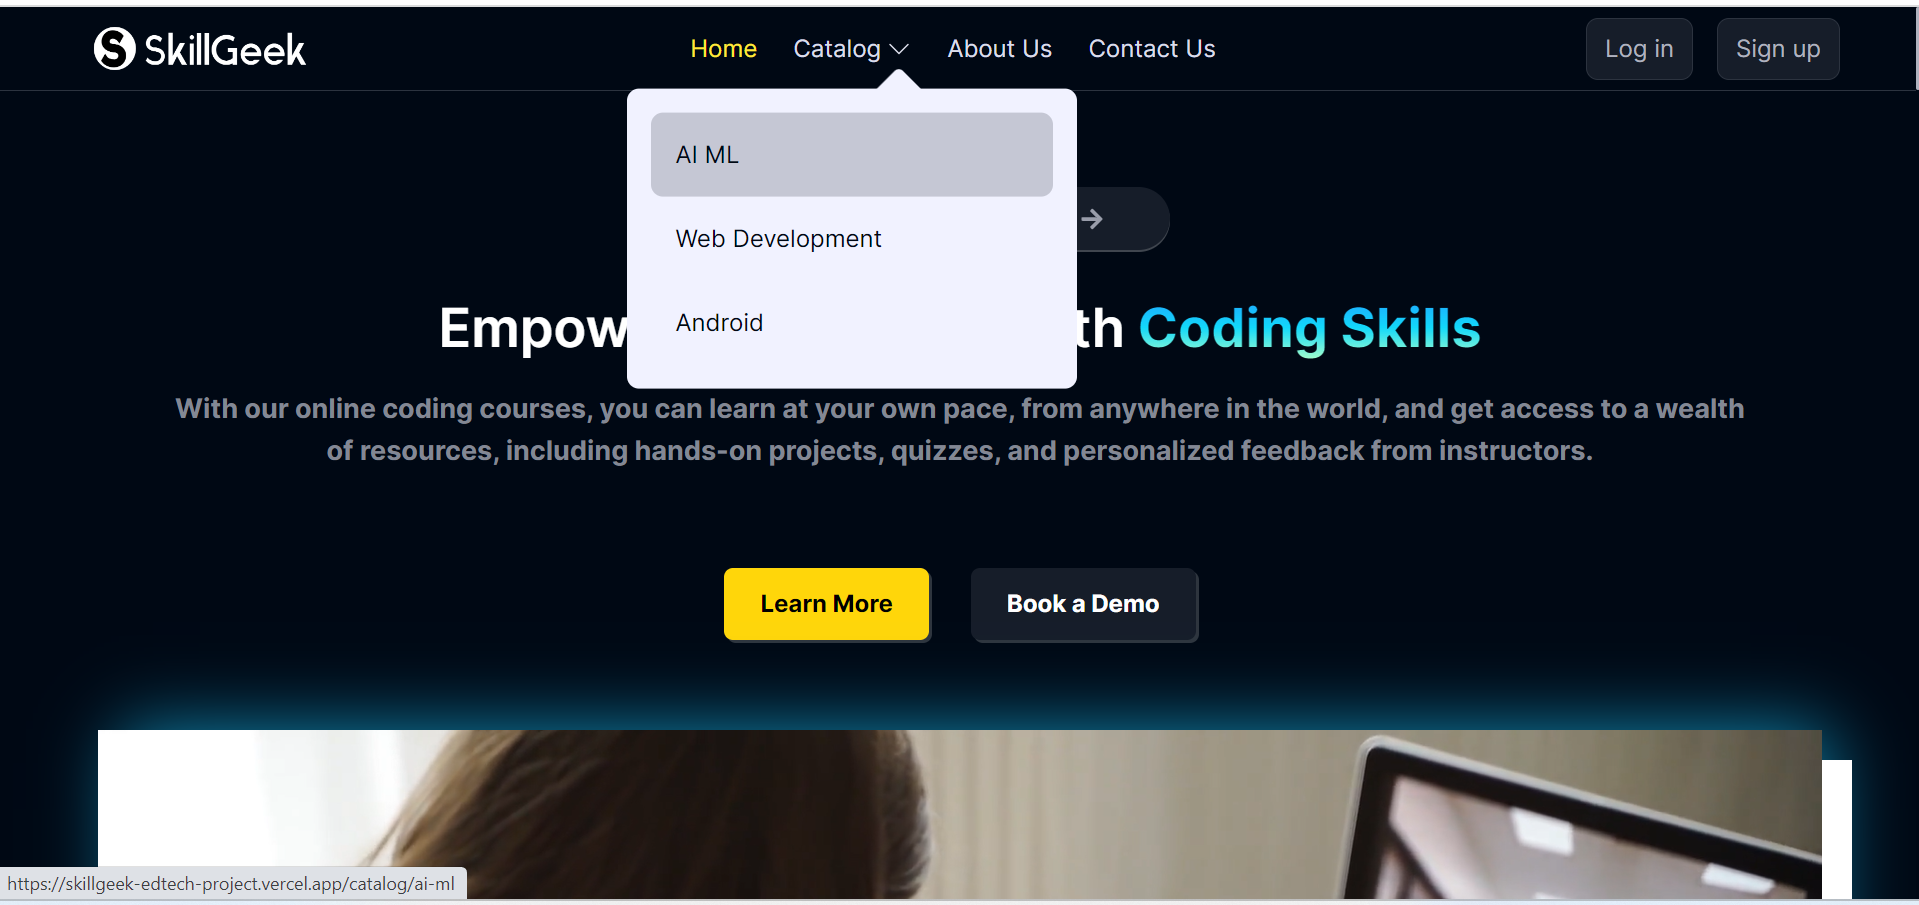 SkillGeek
Home Catalog About Us Contact Us
Log in Sign up
AI ML
Web Development
Android
Empow th Coding Skills
With our online coding courses, you can learn at your own pace, from anywhere in the world, and get access to a wealth
of resources, including hands-on projects, quizzes, and personalized feedback from instructors.
Learn More Book a Demo
https://skillgeek-edtech-project.vercel.app/catalog/ai-ml